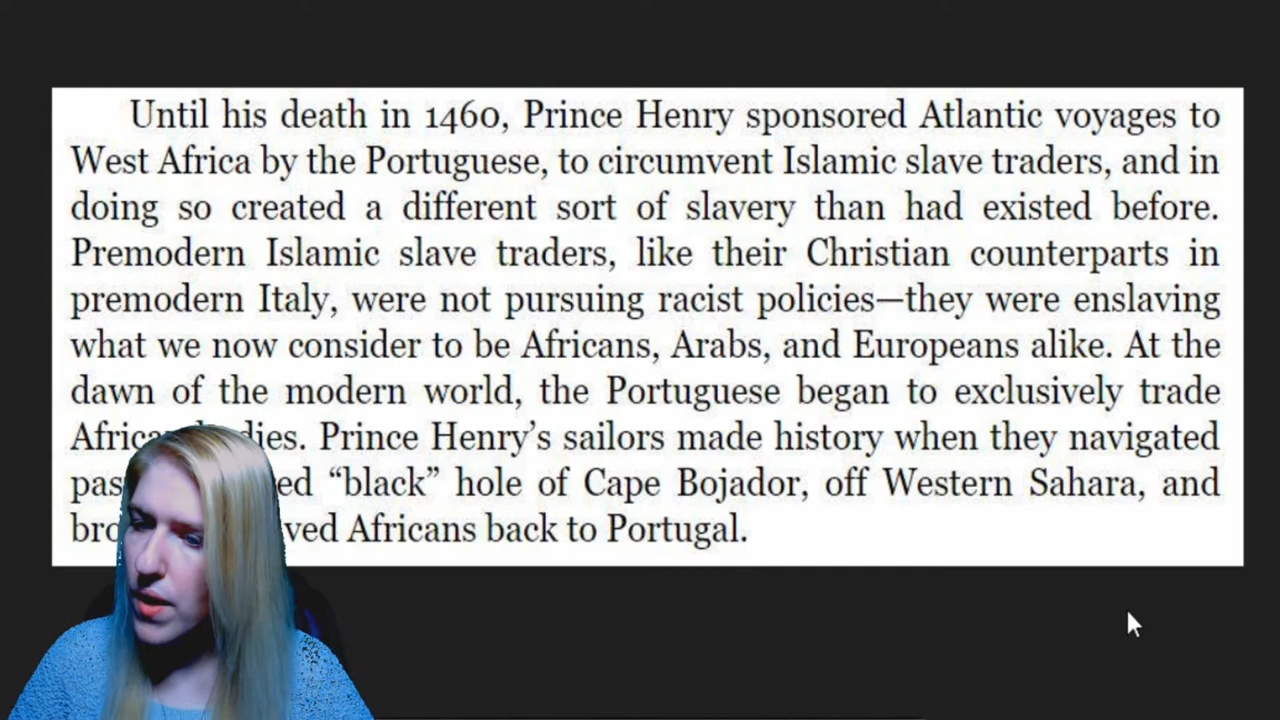 Until his death in 1460, Prince Henry sponsored Atlantic voyages to
West Africa by the Portuguese, to circumvent Islamic slave traders, and in
doing so created a different sort of slavery than had existed before.
Premodern Islamic slave traders, like their Christian counterparts in
premodern Italy, were not pursuing racist policies—they were enslaving
what we now consider to be Africans, Arabs, and Europeans alike. At the
dawn of the modern world, the Portuguese began to exclusively trade
Prince Henry’s sailors made history when they navigated
“black” hole of Cape Bojador, off Western Sahara, and
Africans back to Portugal.